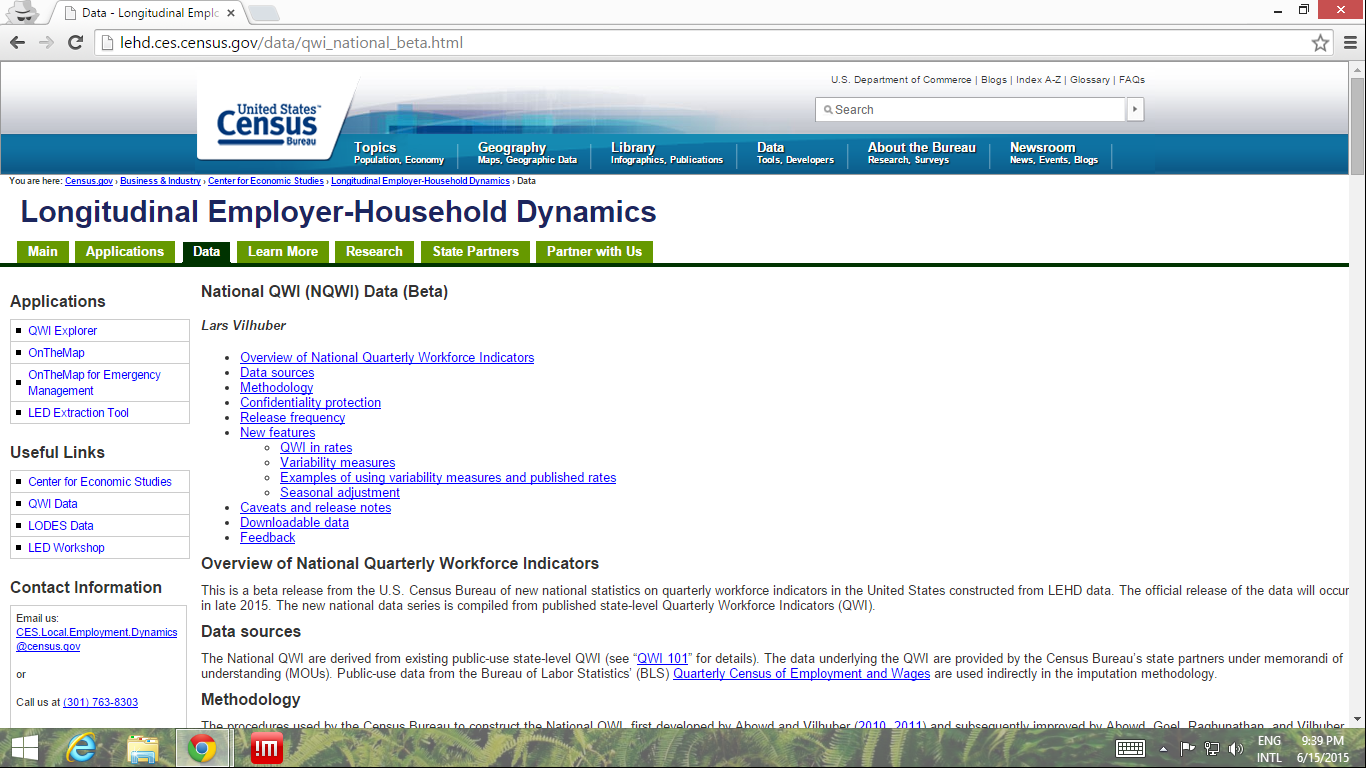 Data - Longitudinal Emplo
lehd.ces.census.gov/data/qwi_national_beta.html
U.S. Department of Commerce | Blogs | Index A-Z | Glossary | FAQs
United States™
Census
Bureau
Search
Topics
Population, Economy
Geography
Maps, Geographic Data
Library
Infographics, Publications
Data
Tools, Developers
About the Bureau
Research, Surveys
Newsroom
News, Events, Blogs
You are here: Census.gov › Business & Industry › Center for Economic Studies › Longitudinal Employer-Household Dynamics › Data
Longitudinal Employer-Household Dynamics
Main Applications Data Learn More Research State Partners Partner with Us
Applications
QWI Explorer
OnTheMap
OnTheMap for Emergency
Management
LED Extraction Tool
Useful Links
Center for Economic Studies
QWI Data
LODES Data
LED Workshop
Contact Information
Email us:
CES.Local.Employment.Dynamics
@census.gov
or
Call us at (301) 763-8303
National QWI (NQWI) Data (Beta)
Lars Vilhuber
Overview of National Quarterly Workforce Indicators
Data sources
Methodology
Confidentiality protection
Release frequency
New features
QWI in rates
Variability measures
Examples of using variability measures and published rates
Seasonal adjustment
Caveats and release notes
Downloadable data
Feedback
Overview of National Quarterly Workforce Indicators
This is a beta release from the U.S. Census Bureau of new national statistics on quarterly workforce indicators in the United States constructed from LEHD data. The official release of the data will occur
in late 2015. The new national data series is compiled from published state-level Quarterly Workforce Indicators (QWI).
Data sources
The National QWI are derived from existing public-use state-level QWI (see “QWI 101” for details). The data underlying the QWI are provided by the Census Bureau’s state partners under memorandi of
understanding (MOUs). Public-use data from the Bureau of Labor Statistics’ (BLS) Quarterly Census of Employment and Wages are used indirectly in the imputation methodology.
Methodology
The procedures used by the Census Bureau to construct the National QWI, first developed by Abowd and Vilhuber (2010, 2011) and subsequently improved by Abowd, Goel, Raghunathan, and Vilhuber
!M
ENG
INTL
9:39 PM
6/15/2015